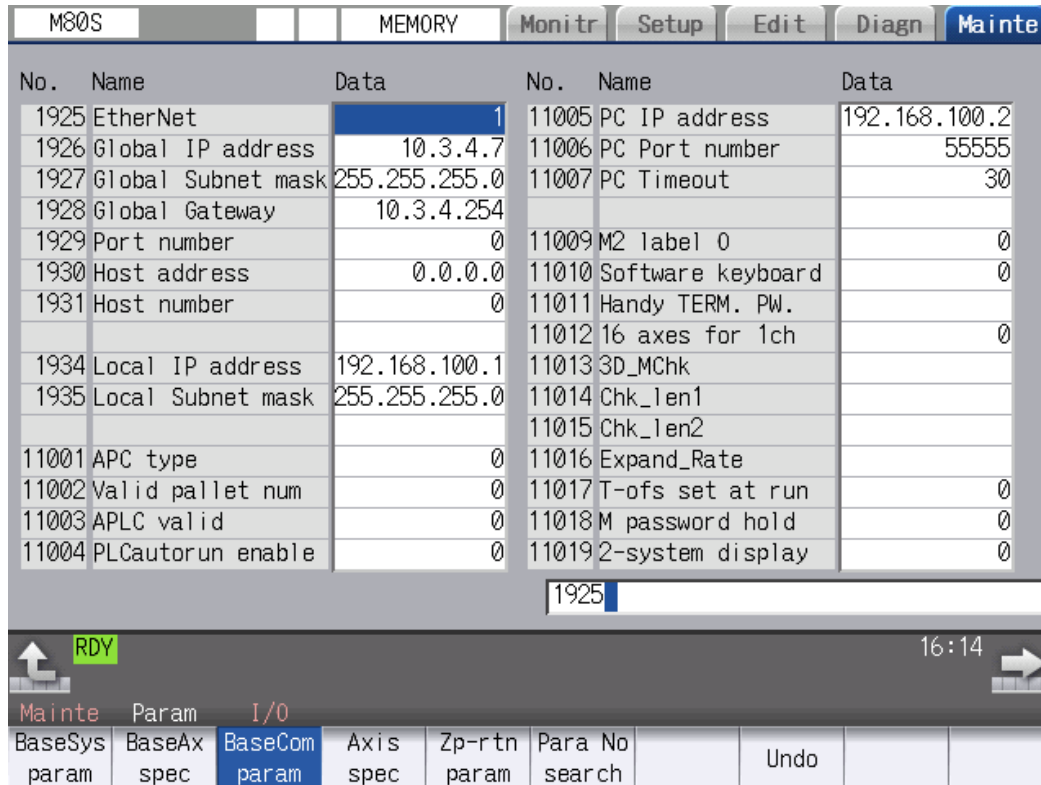 M80S MEMORY Monitr Setup Edit Diagn Mainte
No. Name Data No. Name Data
1925 EtherNet 1 11005 PC IP address 192.168.100.2
1926 Global IP address 10.3.4.7 11006 PC Port number 55555
1927 Global Subnet mask 255.255.255.0 11007 PC Timeout 30
1928 Global Gateway 10.3.4.254
1929 Port number 0 11009 M2 label 0 0
1930 Host address 0.0.0.0 11010 Software keyboard 0
1931 Host number 0 11011 Handy TERM. PW.
11012 16 axes for 1ch 0
1934 Local IP address 192.168.100.1 11013 3D_MChk
1935 Local Subnet mask 255.255.255.0 11014 Chk_len1
11015 Chk_len2
11001 APC type 0 11016 Expand_Rate
11002 Valid pallet num 0 11017 T-ofs set at run 0
11003 APLC valid 0 11018 M password hold 0
11004 PLCautorun enable 0 11019 2-system display 0
1925
RDY 16:14
Mainte Param I/O
BaseSys BaseAx BaseCom Axis Zp-rtn Para No Undo
param spec param spec param search